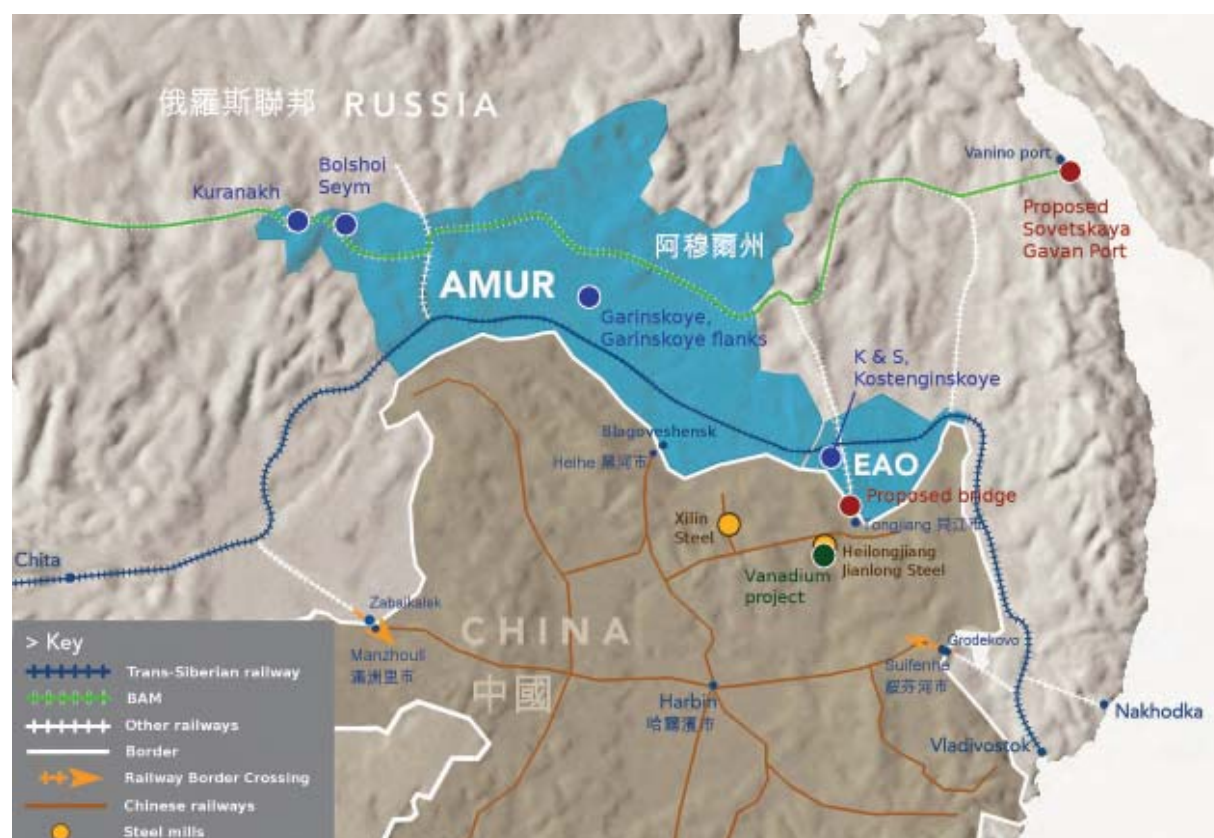 俄羅斯聯邦 RUSSIA
Bolshoi
Seym
Kuranakh
Vanino port
Proposed
Sovetskaya
Gavan Port
阿穆爾州
AMUR
Garinskoye,
Garinskoye flanks
K & S,
Kostenginskoye
Blagoveshensk
Heihe 黑河市
EAO
Proposed bridge
Tongjiang
Xilin
Steel
Heilongjiang
Jianlong Steel
Vanadium
project
Chita
Zabaikalsk
CHINA
中國
Manzhouli
滿洲里市
Grodekovo
Suifenhe
綏芬河市
Harbin
哈爾濱市
Nakhodka
Vladivostok
> Key
Trans-Siberian railway
BAM
Other railways
Border
Railway Border Crossing
Chinese railways
Steel mills